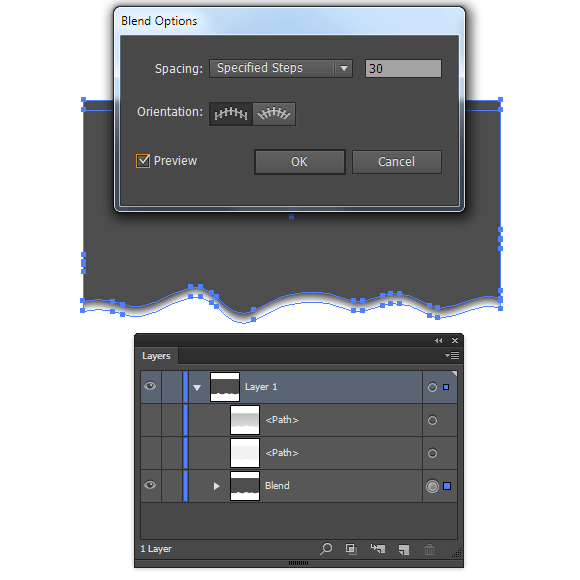 Blend Options
Spacing: Specified Steps 30
Orientation:
Preview OK Cancel
Layers
Layer 1
<Path>
<Path>
Blend
1 Layer